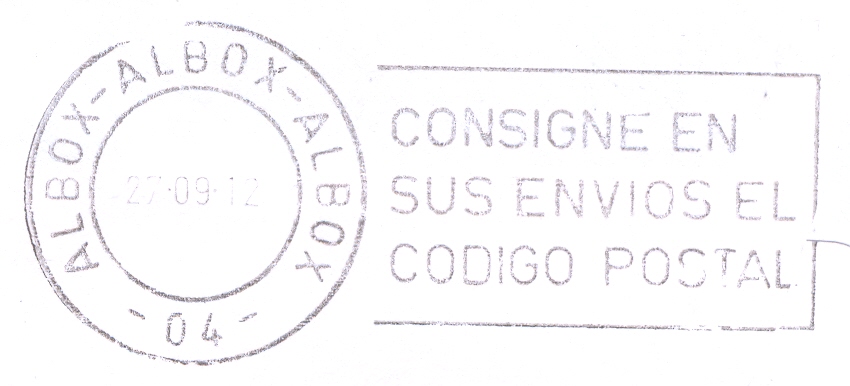 ALBOX-ALBOX-ALBOX
27·09·12
-04-
CONSIGNE EN
SUS ENVIOS EL
CODIGO POSTAL